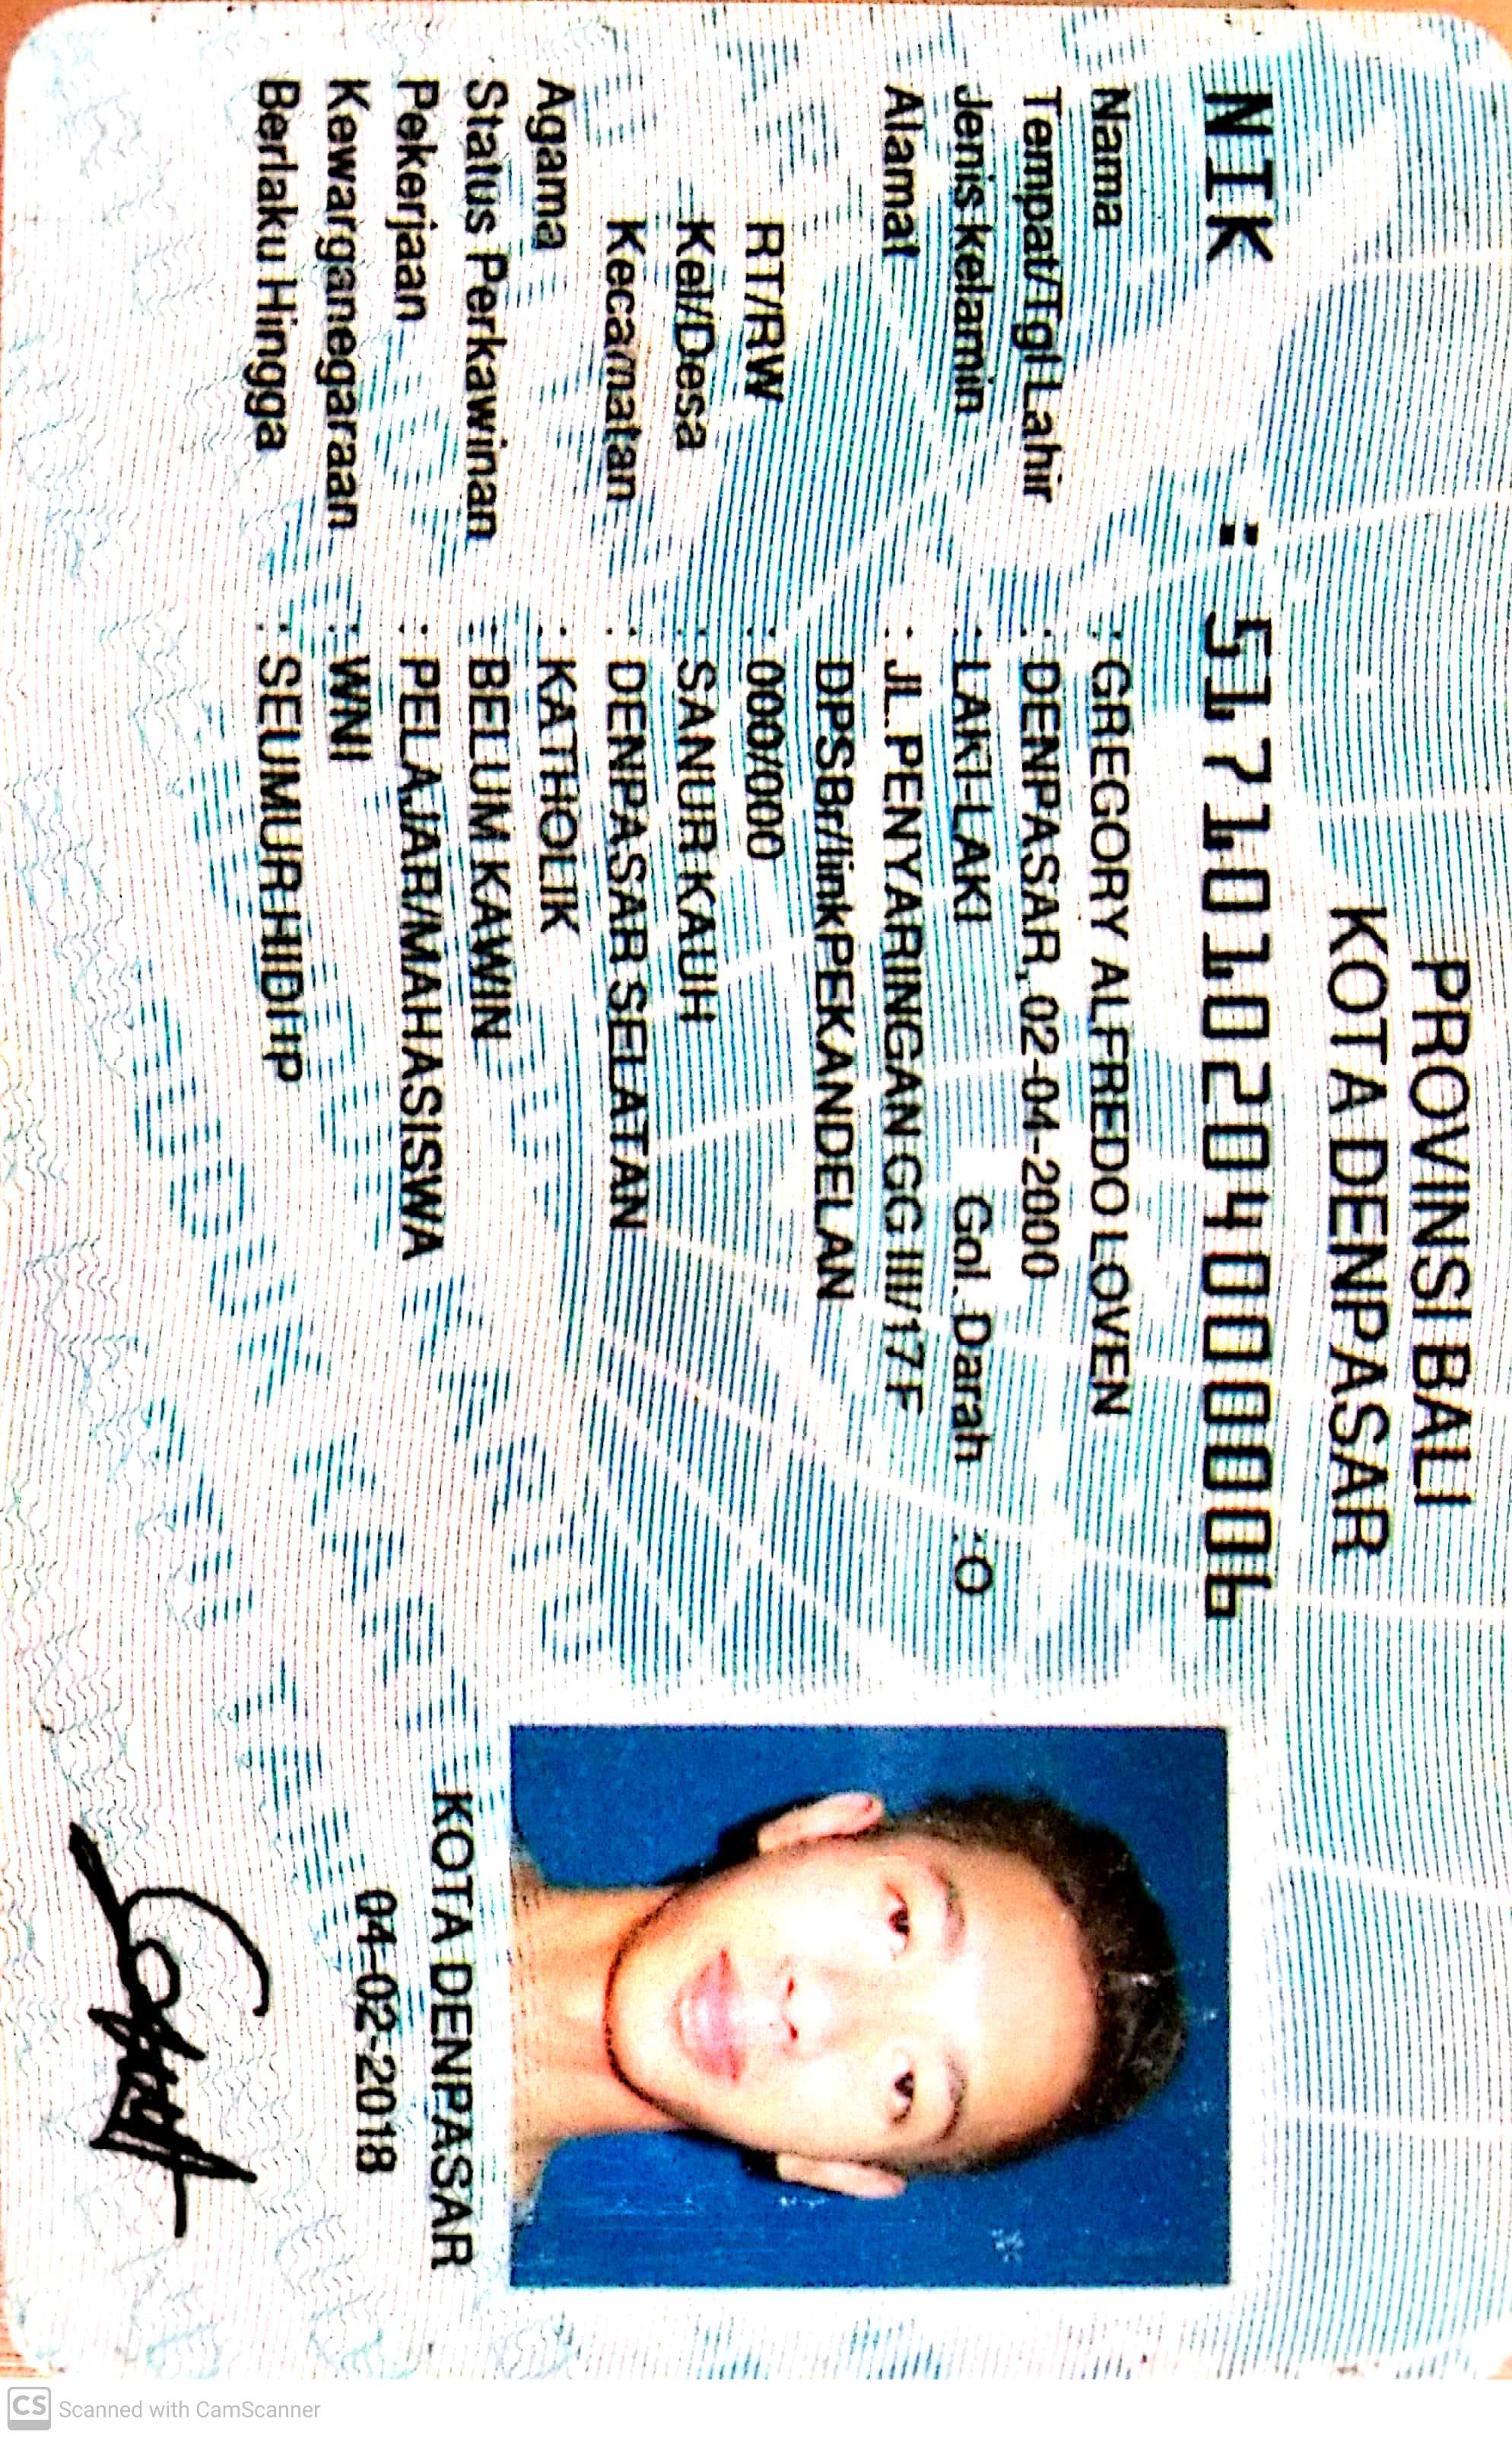 PROVINSI BALI
KOTA DENPASAR
NIK : 5171010204000006
Nama : GREGORY ALFREDO LOVEN
Tempat/Tgl Lahir : DENPASAR, 02-04-2000
Jenis kelamin : LAKI-LAKI Gol. Darah : O
Alamat : JL.PENYARINGAN GG III/17 F
DPSBr/linkPEKANDELAN
RT/RW : 000/000
Kel/Desa : SANUR KAUH
Kecamatan : DENPASAR SELATAN
Agama : KATHOLIK
Status Perkawinan : BELUM KAWIN
Pekerjaan : PELAJAR/MAHASISWA
Kewarganegaraan : WNI
Berlaku Hingga : SEUMUR HIDUP
KOTA DENPASAR
04-02-2018
CS Scanned with CamScanner